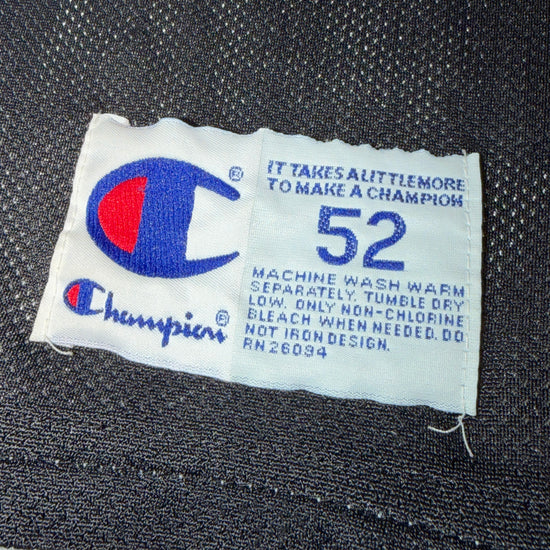 ®
Champion®
IT TAKES A LITTLE MORE
TO MAKE A CHAMPION
52
MACHINE WASH WARM
SEPARATELY, TUMBLE DRY
LOW. ONLY NON-CHLORINE
BLEACH WHEN NEEDED. DO
NOT IRON DESIGN.
RN 26094